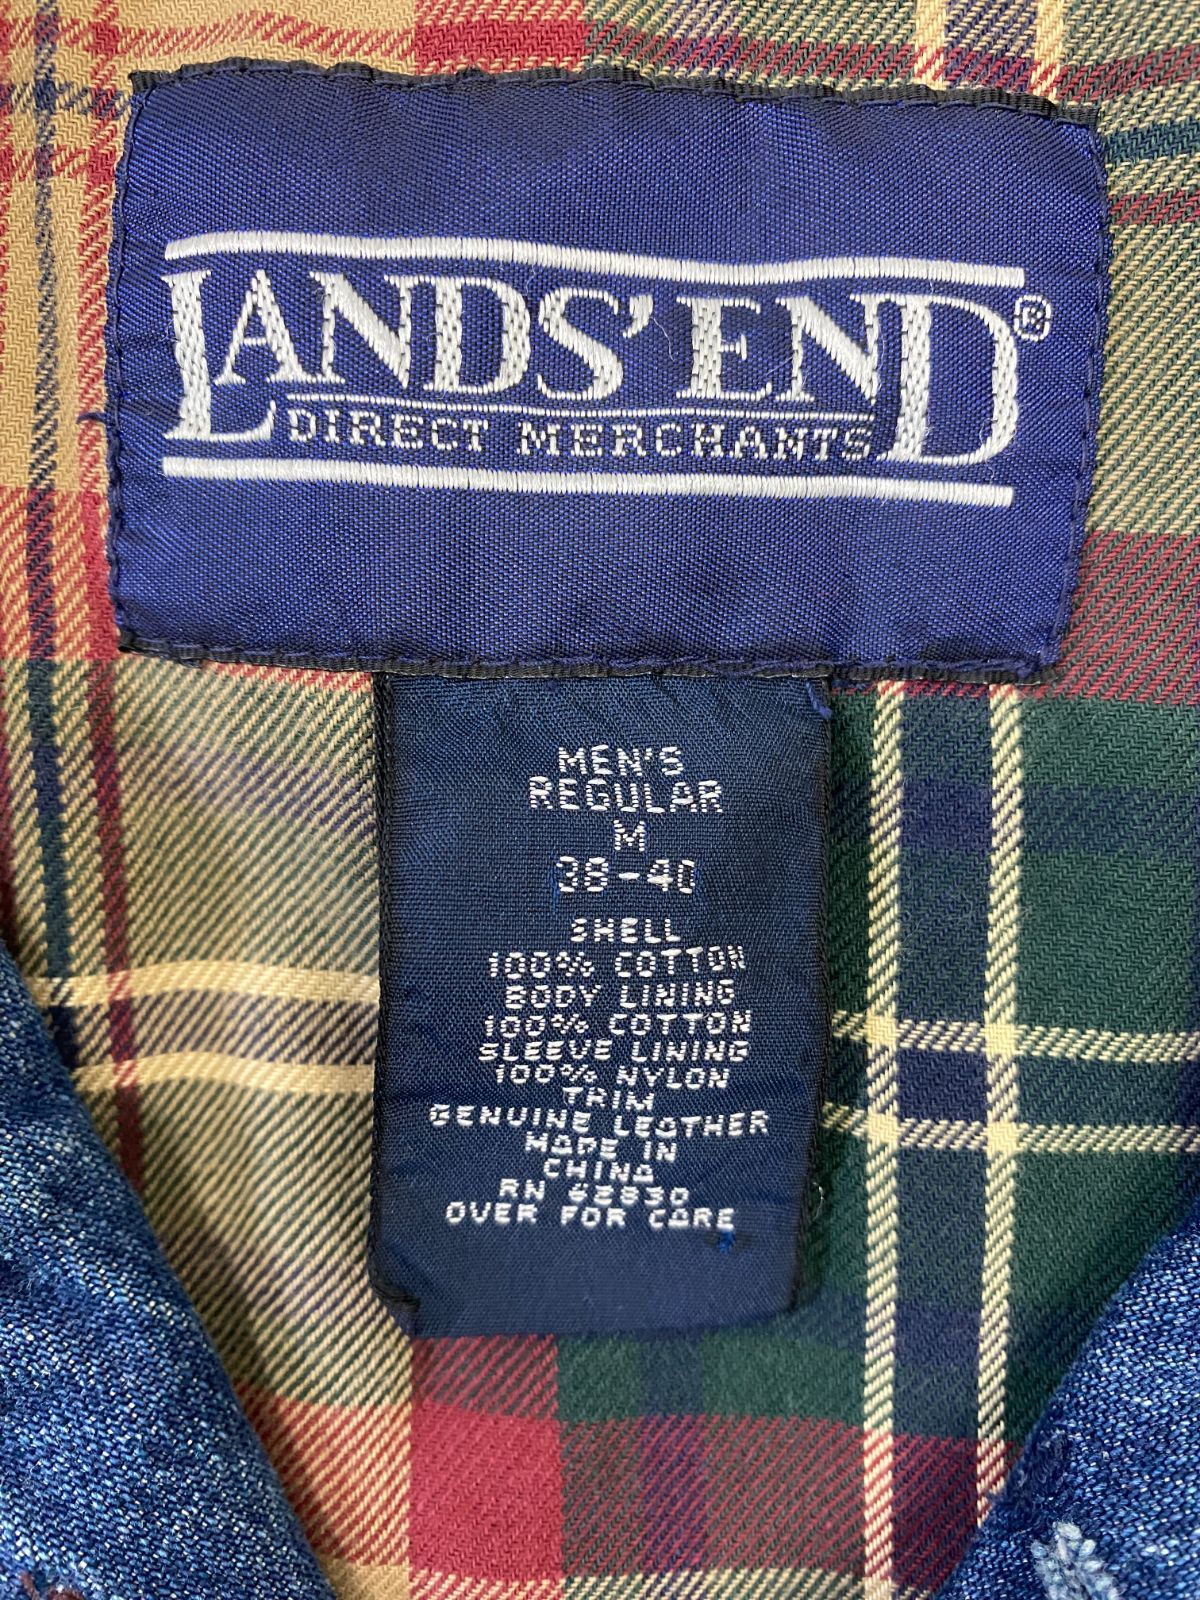 LANDS' END®
DIRECT MERCHANTS
MEN'S
REGULAR
M
38-40
SHELL
100% COTTON
BODY LINING
100% COTTON
SLEEVE LINING
100% NYLON
TRIM
GENUINE LEATHER
MADE IN
CHINA
RN 62830
OVER FOR CARE